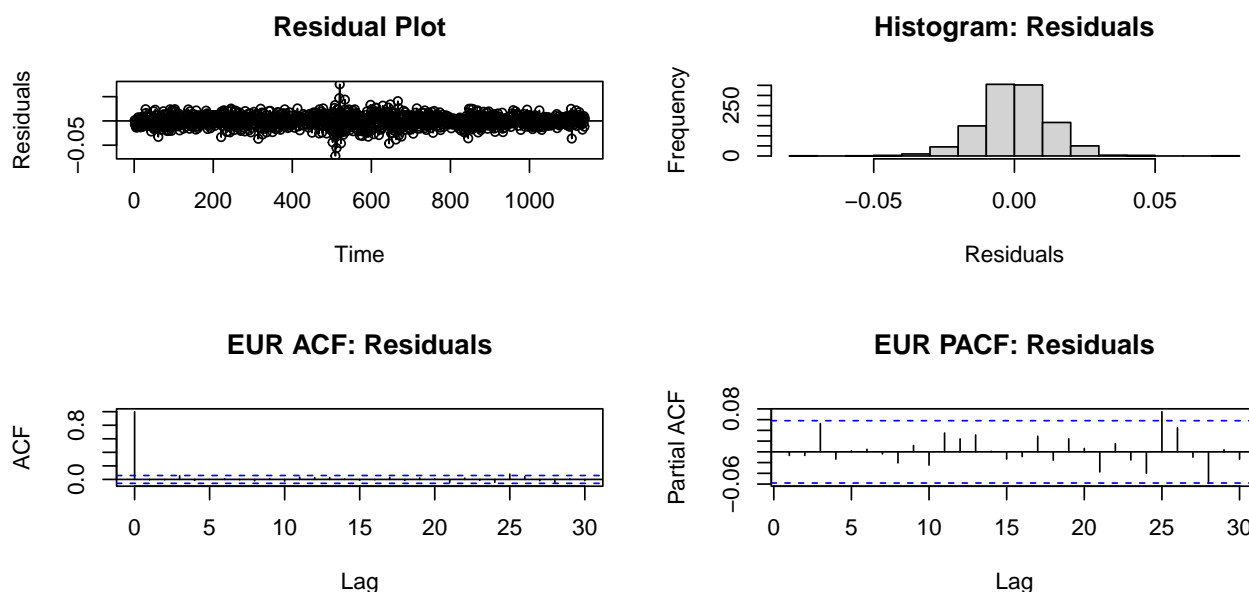 Residual Plot
Residuals
−0.05
0 200 400 600 800 1000
Time
Histogram: Residuals
Frequency
0 250
−0.05 0.00 0.05
Residuals
EUR ACF: Residuals
ACF
0.0 0.8
0 5 10 15 20 25 30
Lag
EUR PACF: Residuals
Partial ACF
−0.06 0.08
0 5 10 15 20 25 30
Lag